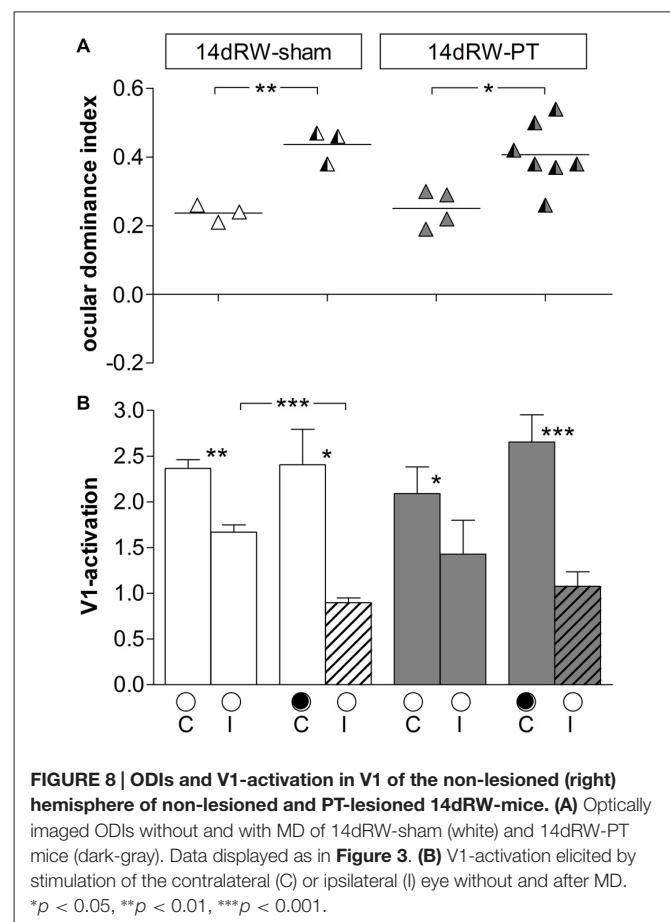 A
14dRW-sham 14dRW-PT
** *
0.6
0.4
0.2
0.0
-0.2
ocular dominance index
B
***
3.0
2.5
2.0
1.5
1.0
0.5
0.0
V1-activation
** * * ***
C I C I C I C I
FIGURE 8 | ODIs and V1-activation in V1 of the non-lesioned (right)
hemisphere of non-lesioned and PT-lesioned 14dRW-mice. (A) Optically
imaged ODIs without and with MD of 14dRW-sham (white) and 14dRW-PT
mice (dark-gray). Data displayed as in Figure 3. (B) V1-activation elicited by
stimulation of the contralateral (C) or ipsilateral (I) eye without and after MD.
*p < 0.05, **p < 0.01, ***p < 0.001.